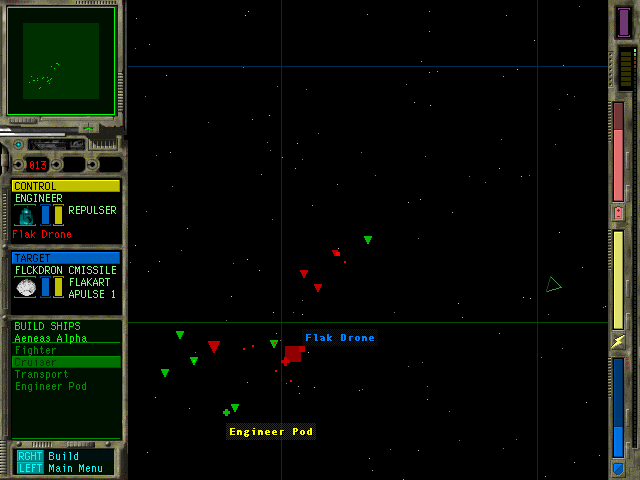 013
CONTROL
ENGINEER
REPULSER
Flak Drone
TARGET
FLCKDRON CMISSILE
FLAKART
APULSE 1
BUILD SHIPS
Aeneas Alpha
Fighter
Cruiser
Transport
Engineer Pod
RGHT Build
LEFT Main Menu
Flak Drone
Engineer Pod